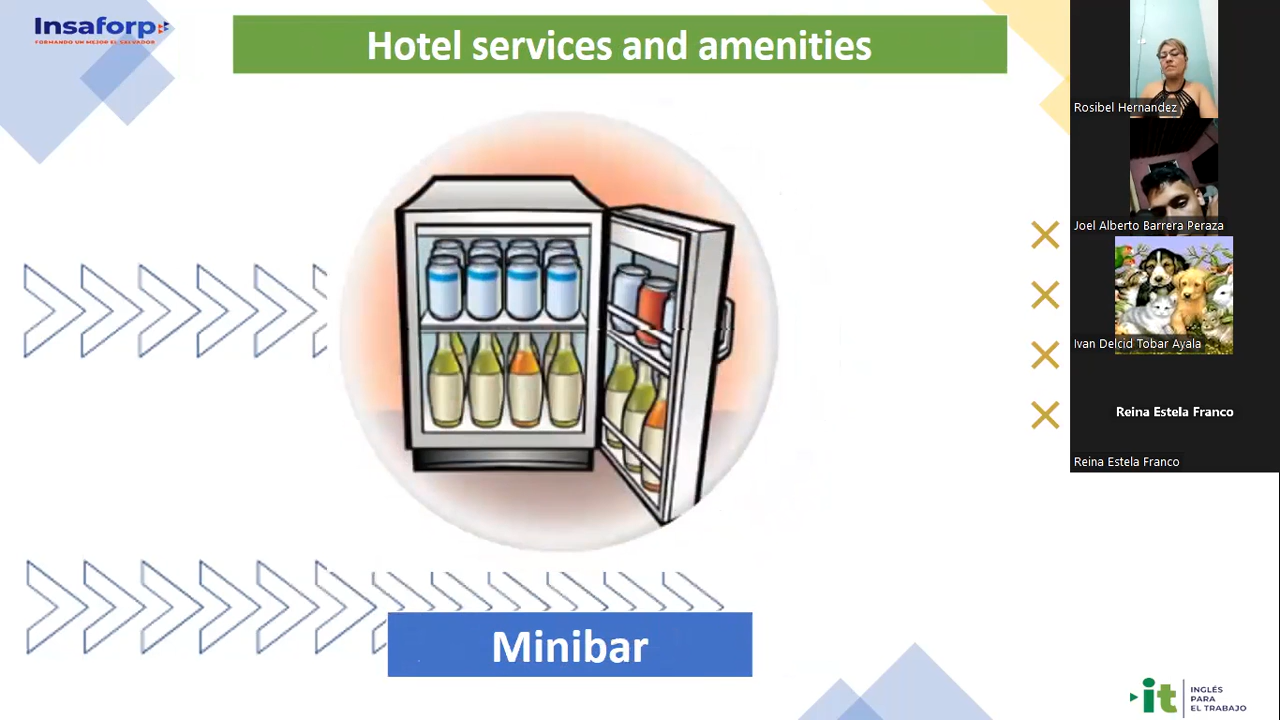 Insaforp
FORMANDO UN MEJOR EL SALVADOR
Hotel services and amenities
Rosibel Hernandez
Joel Alberto Barrera Peraza
Ivan Delcid Tobar Ayala
Reina Estela Franco
Reina Estela Franco
Minibar
it
INGLÉS
PARA
EL TRABAJO